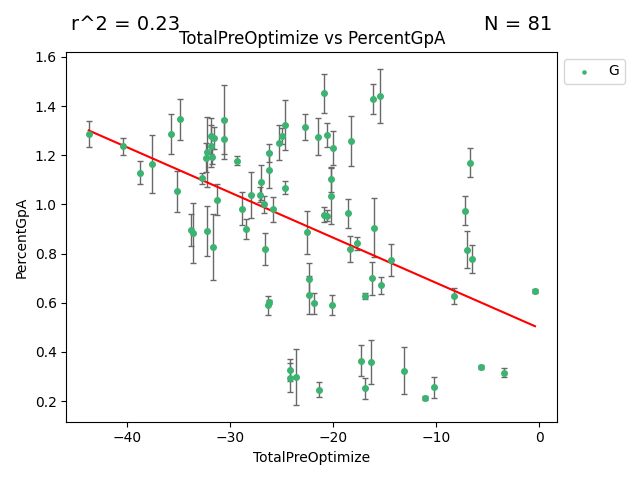 r^2 = 0.23
N = 81
TotalPreOptimize vs PercentGpA
G
1.6
1.4
1.2
1.0
0.8
0.6
0.4
0.2
PercentGpA
−40
−30
−20
−10
0
TotalPreOptimize